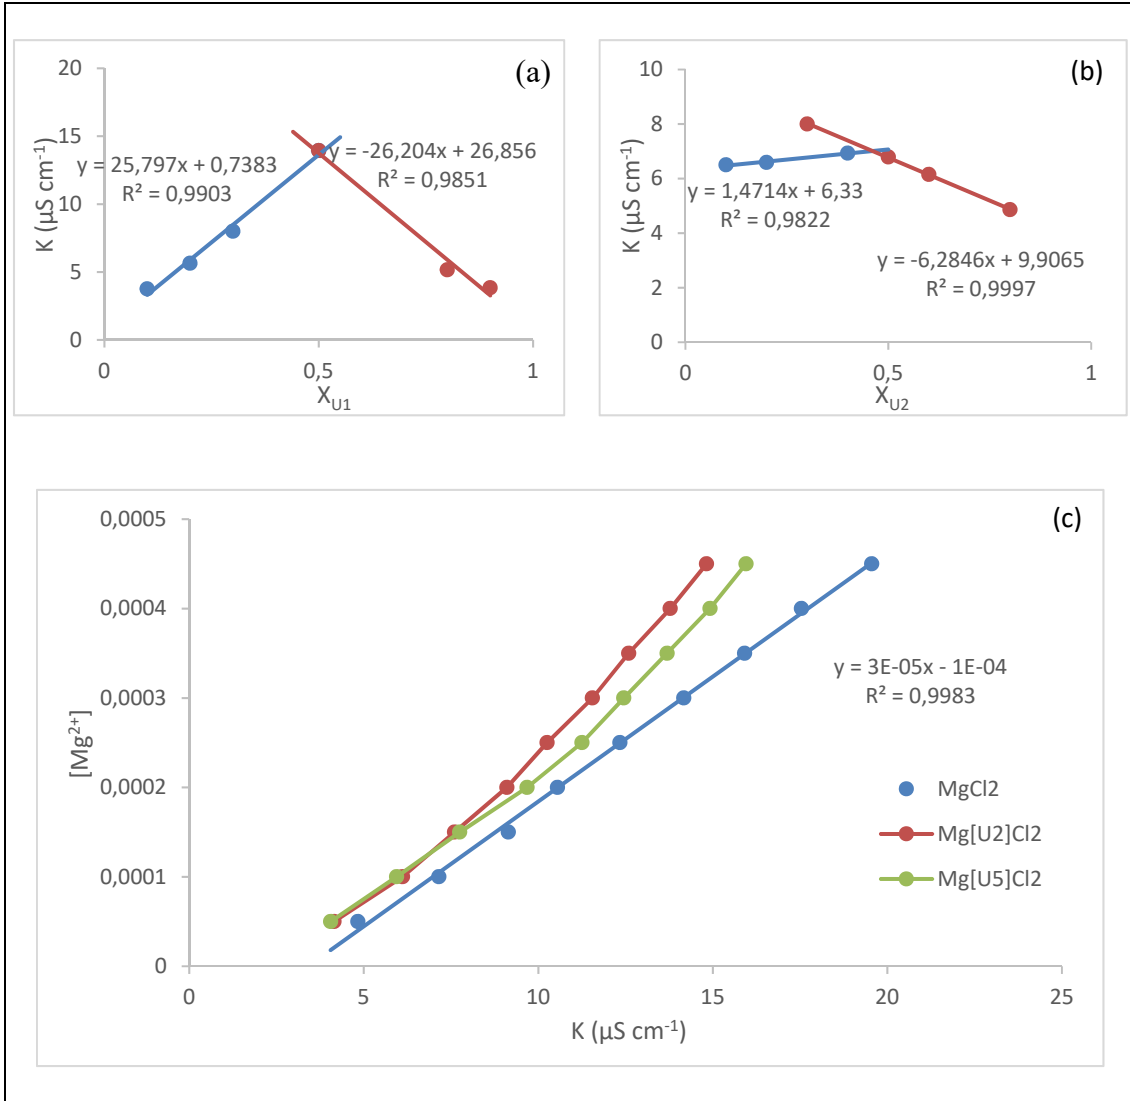 (a)
K (µS cm⁻¹)
20
15
10
5
0
y = 25,797x + 0,7383
R² = 0,9903
y = -26,204x + 26,856
R² = 0,9851
0
0,5
1
X_U1
(b)
K (µS cm⁻¹)
10
8
6
4
2
0
y = 1,4714x + 6,33
R² = 0,9822
y = -6,2846x + 9,9065
R² = 0,9997
0
0,5
1
X_U2
(c)
[Mg²⁺]
0,0005
0,0004
0,0003
0,0002
0,0001
0
y = 3E-05x - 1E-04
R² = 0,9983
MgCl2
Mg[U2]Cl2
Mg[U5]Cl2
0
5
10
15
20
25
K (µS cm⁻¹)